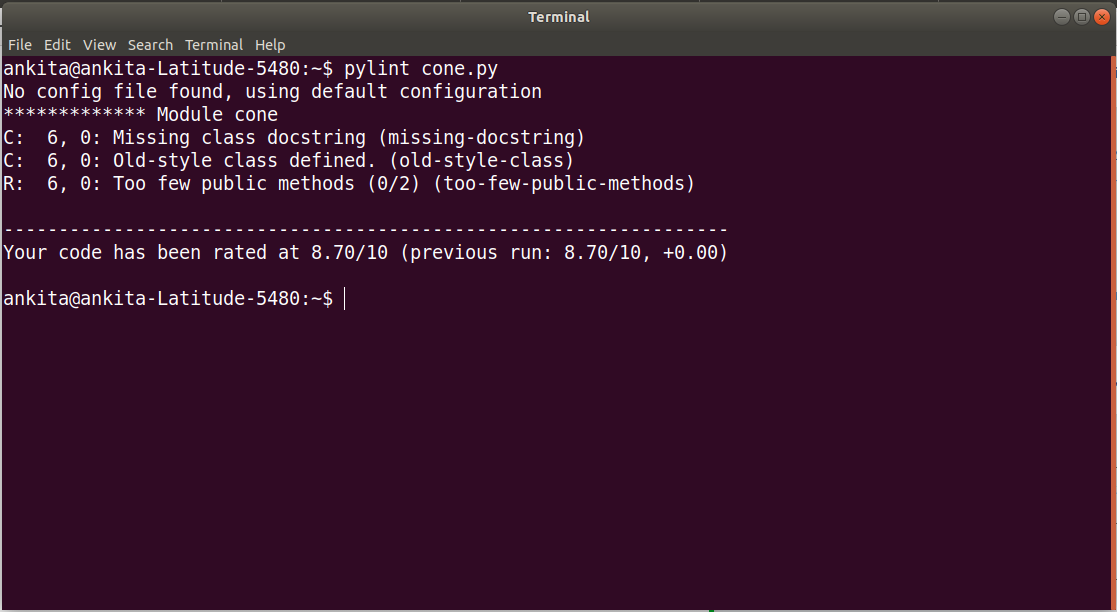 Terminal
File Edit View Search Terminal Help
ankita@ankita-Latitude-5480:~$ pylint cone.py
No config file found, using default configuration
************* Module cone
C:  6, 0: Missing class docstring (missing-docstring)
C:  6, 0: Old-style class defined. (old-style-class)
R:  6, 0: Too few public methods (0/2) (too-few-public-methods)
------------------------------------------------------------------
Your code has been rated at 8.70/10 (previous run: 8.70/10, +0.00)
ankita@ankita-Latitude-5480:~$